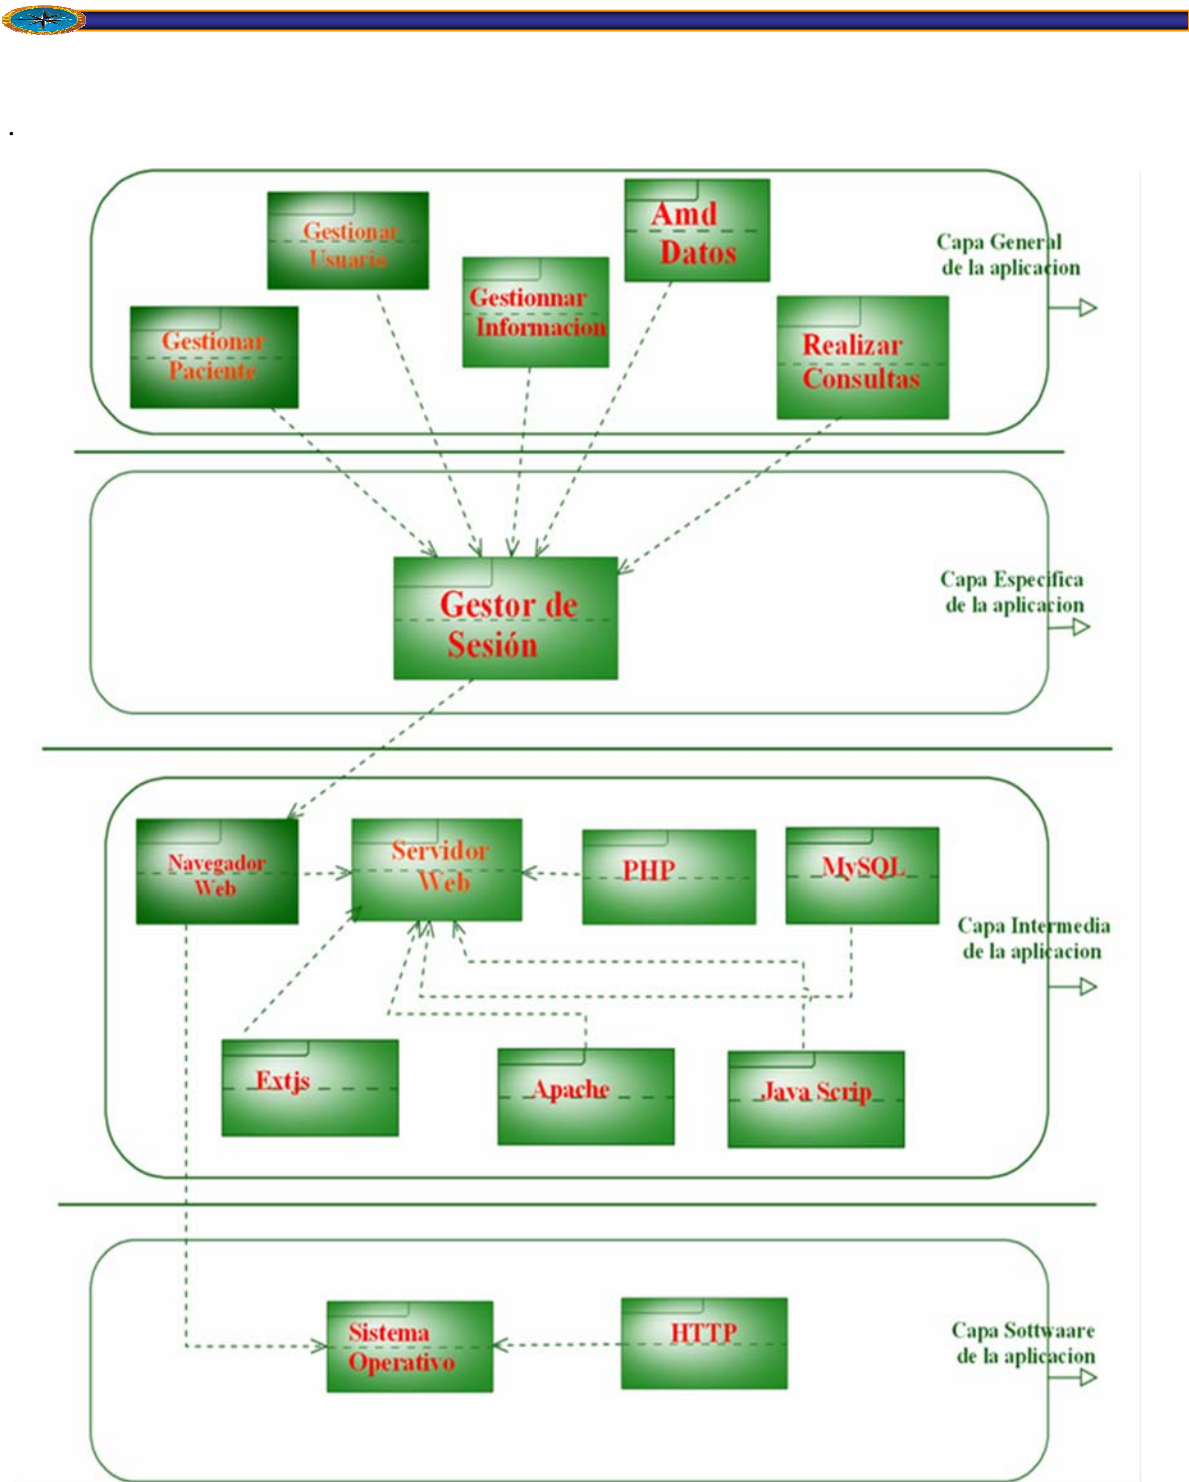 .
Gestionar
Usuario
Amd
Datos
Gestionnar
Informacion
Gestionar
Paciente
Realizar
Consultas
Capa General
de la aplicacion
Gestor de
Sesión
Capa Especifica
de la aplicacion
Navegador
Web
Servidor
Web
PHP
MySQL
Capa Intermedia
de la aplicacion
Extjs
Apache
Java Scrip
Sistema
Operativo
HTTP
Capa Sottwaare
de la aplicacion